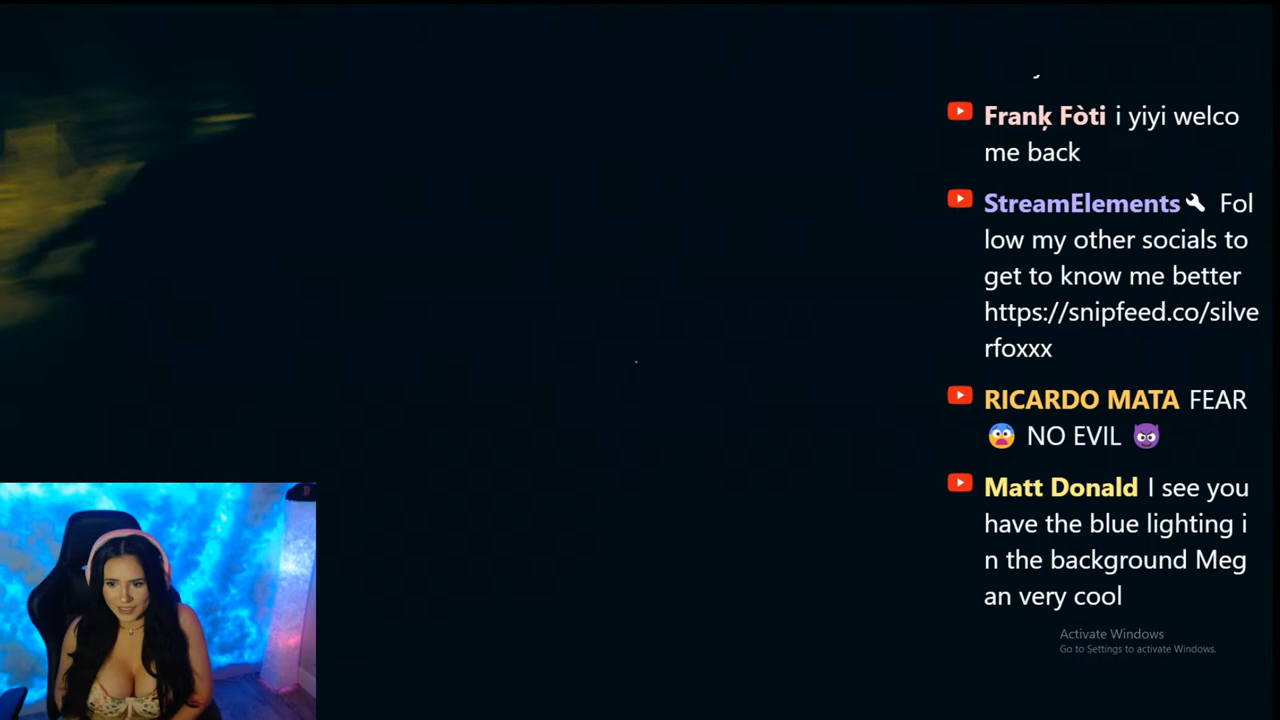 Franķ Fòti i yiyi welco
me back
StreamElements Fol
low my other socials to
get to know me better
https://snipfeed.co/silve
rfoxxx
RICARDO MATA FEAR
😨 NO EVIL 😈
Matt Donald I see you
have the blue lighting i
n the background Meg
an very cool
Activate Windows
Go to Settings to activate Windows.